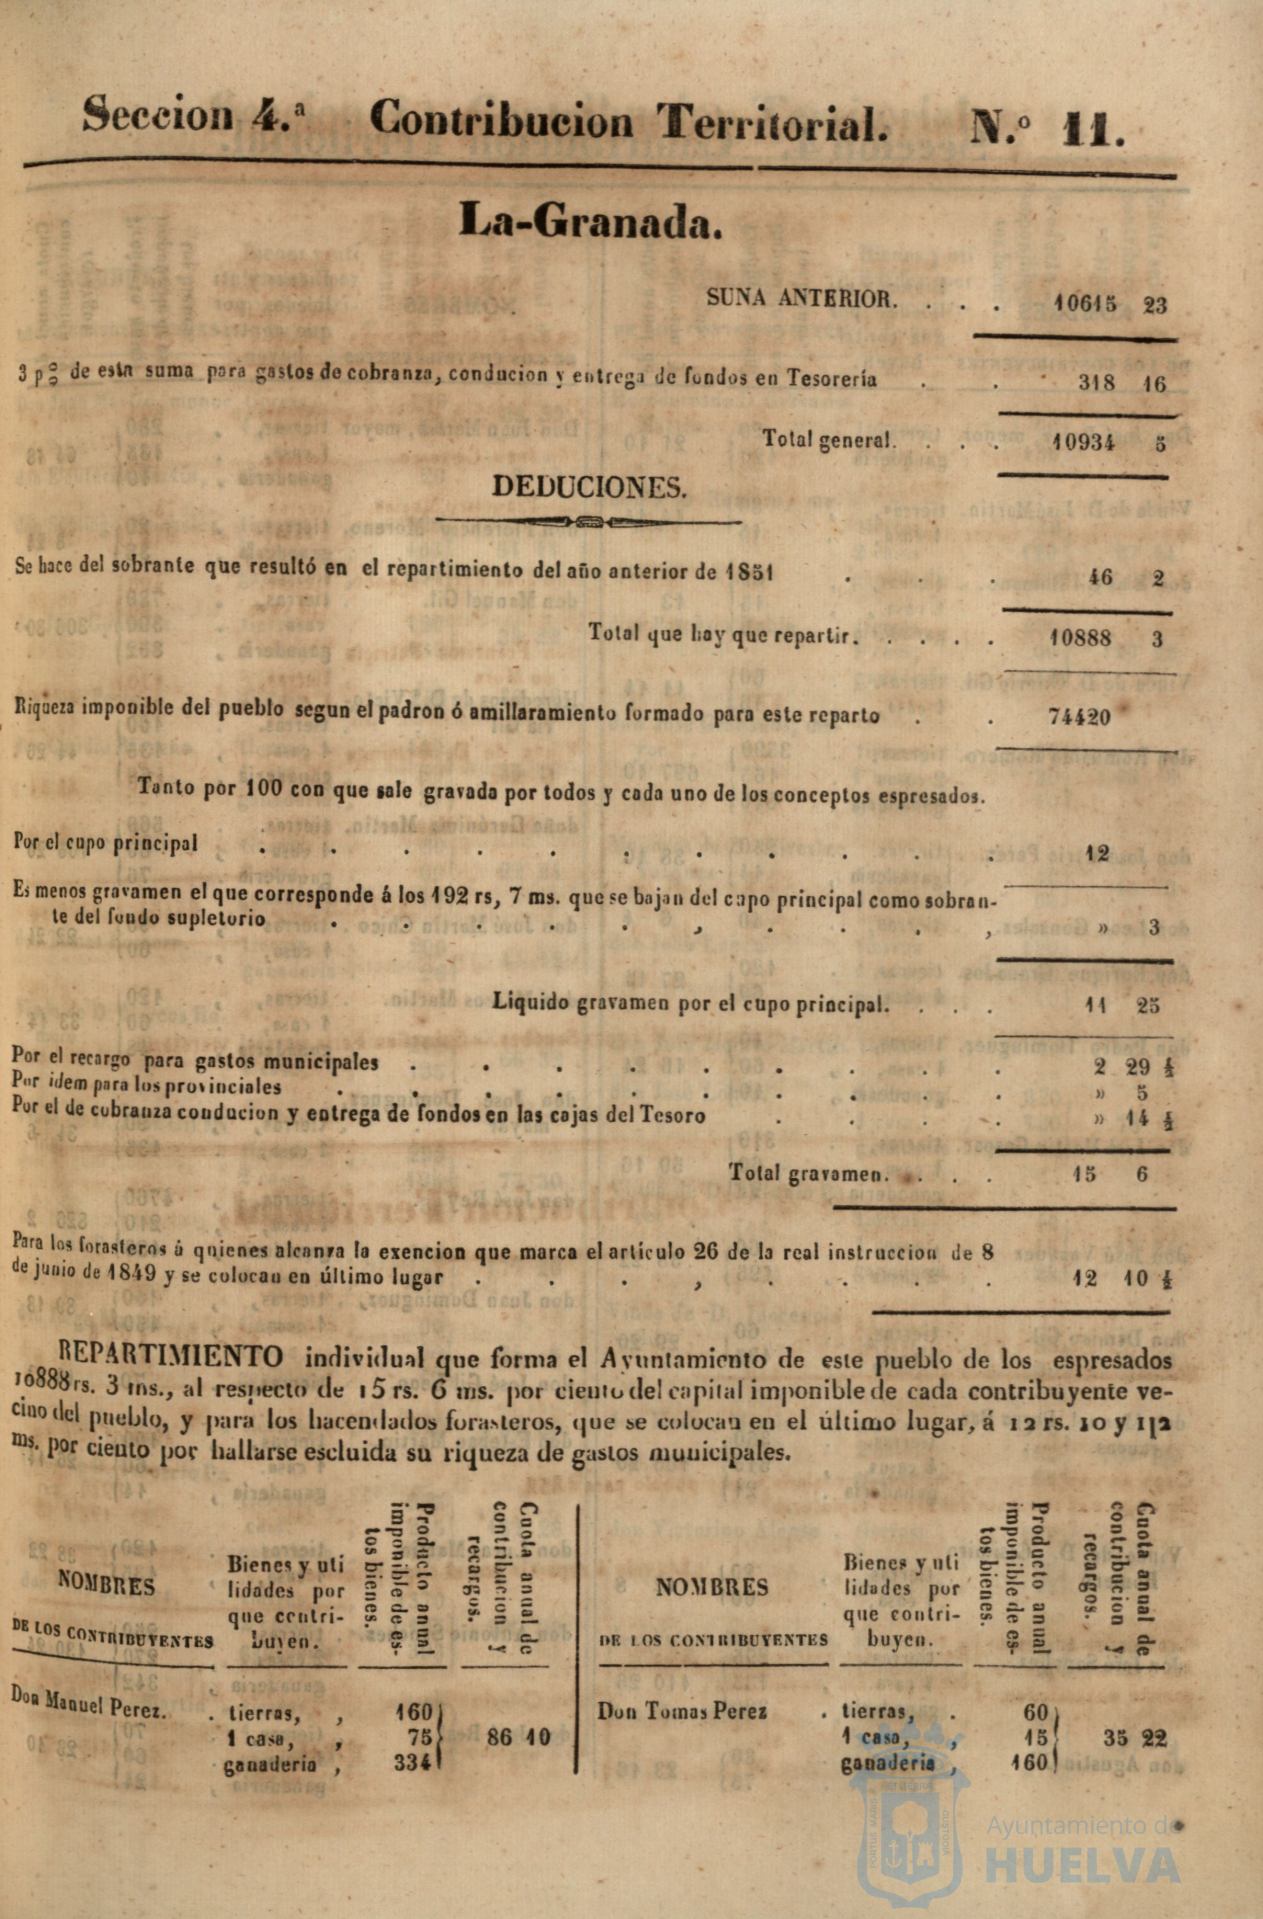 Seccion 4.ª Contribucion Territorial. N.º 11.
La-Granada.
SUNA ANTERIOR. . . . 10615 23
3 p% de esta suma para gastos de cobranza, conducion y entrega de fondos en Tesorería . . 318 16
Total general. . . . 10934 5
DEDUCIONES.
Se hace del sobrante que resultó en el repartimiento del año anterior de 1851 . . . 46 2
Total que hay que repartir. . . . . 10888 3
Riqueza imponible del pueblo segun el padron ó amillaramiento formado para este reparto . . 74420
Tanto por 100 con que sale gravada por todos y cada uno de los conceptos espresados.
Por el cupo principal . . . . . . . . . . . 12
Es menos gravamen el que corresponde á los 192 rs, 7 ms. que se bajan del cupo principal como sobran-
te del fondo supletorio . . . . . , . . . , » 3
Liquido gravamen por el cupo principal. . . . 11 25
Por el recargo para gastos municipales . . . . . . . . . 2 29 ½
Por idem para los provinciales . . . . . . . . . . » 5
Por el de cobranza conducion y entrega de fondos en las cajas del Tesoro . . . . » 14 ½
Total gravamen. . . . . 15 6
Para los forasteros á quienes alcanza la exencion que marca el artículo 26 de la real instruccion de 8
de junio de 1849 y se colocan en último lugar . . . , . . . . 12 10 ½
REPARTIMIENTO individual que forma el Ayuntamiento de este pueblo de los espresados
10888 rs. 3 ms., al respecto de 15 rs. 6 ms. por ciento del capital imponible de cada contribuyente ve-
cino del pueblo, y para los hacendados forasteros, que se colocan en el último lugar, á 12 rs. 10 y 1|2
ms. por ciento por hallarse escluida su riqueza de gastos municipales.
NOMBRES
DE LOS CONTRIBUYENTES
Bienes y uti
lidades por
que contri-
buyen.
Producto anual
imponible de es-
tos bienes.
Cuota anual de
contribucion y
recargos.
NOMBRES
DE LOS CONTRIBUYENTES
Bienes y uti
lidades por
que contri-
buyen.
Producto anual
imponible de es-
tos bienes.
Cuota anual de
contribucion y
recargos.
Don Manuel Perez. . tierras, , 160
1 casa, , 75 86 10
ganaderia , 334
Don Tomas Perez . tierras, . 60
1 casa, , 15 35 22
ganaderia , 160
Ayuntamiento de
HUELVA